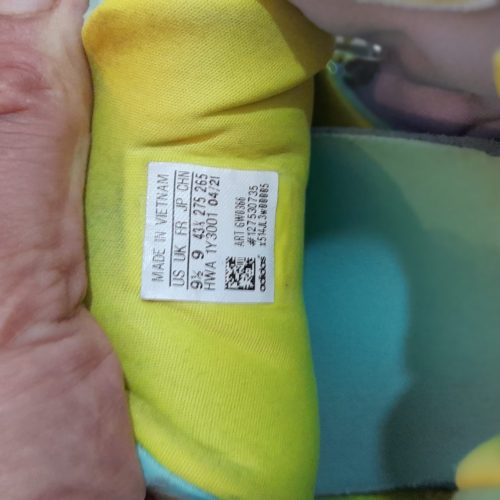 MADE IN VIETNAM
US UK FR JP CHN
9½ 9 43⅓ 275 265
HWA 1Y3001 04/21
ART GW0366
#127530735
adidas